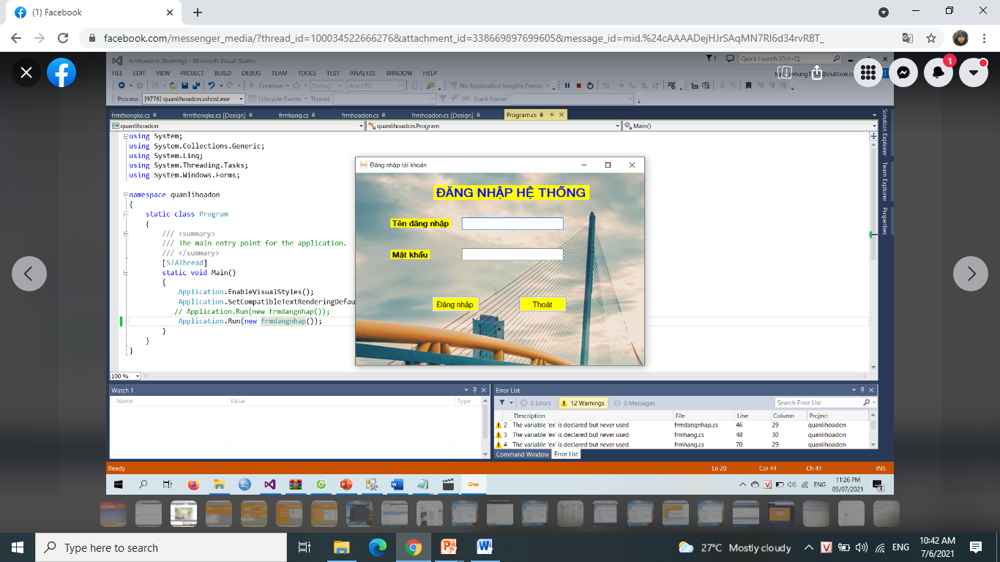 (1) Facebook
facebook.com/messenger_media/?thread_id=100034522666276&attachment_id=338669897699605&message_id=mid.%24cAAAADejHJrSAqMN7Rl6d34rvRBT_
frmhoadon (Running) - Microsoft Visual Studio
1
Quick Launch (Ctrl+Q)
FILE EDIT VIEW PROJECT BUILD DEBUG TEAM TOOLS TEST ANALYZE WINDOW HELP
@outlook.c
1
Continue
Debug
Any CPU
No Application Insights Events
Process: [9776] quanlihoadon.vshost.exe
Lifecycle Events
Thread:
Stack Frame:
frmthongke.cs
frmthongke.cs [Design]
frmhang.cs
frmhoadon.cs
frmhoadon.cs [Design]
Program.cs
quanlihoadon
quanlihoadon.Program
Main()
Solution Explorer
Team Explorer
Properties
using System;
using System.Collections.Generic;
using System.Linq;
using System.Threading.Tasks;
using System.Windows.Forms;
namespace quanlihoadon
{
static class Program
{
/// <summary>
/// The main entry point for the application.
/// </summary>
[STAThread]
static void Main()
{
Application.EnableVisualStyles();
Application.SetCompatibleTextRenderingDefau
// Application.Run(new frmdangnhap());
Application.Run(new frmdangnhap());
}
}
}
Đăng nhập tài khoản
ĐĂNG NHẬP HỆ THỐNG
Tên đăng nhập
Mật khẩu
Đăng nhập
Thoát
100 %
Watch 1
Name Value Type
Error List
0 Errors
12 Warnings
0 Messages
Search Error List
Description File Line Column Project
2 The variable 'ex' is declared but never used frmdangnhap.cs 46 29 quanlihoadon
3 The variable 'ex' is declared but never used frmhang.cs 48 30 quanlihoadon
4 The variable 'ex' is declared but never used frmhang.cs 70 29 quanlihoadon
Command Window
Error List
Ready
Ln 20
Col 44
Ch 44
INS
ENG
11:26 PM
05/07/2021
3
Type here to search
27°C Mostly cloudy
ENG
10:42 AM
7/6/2021